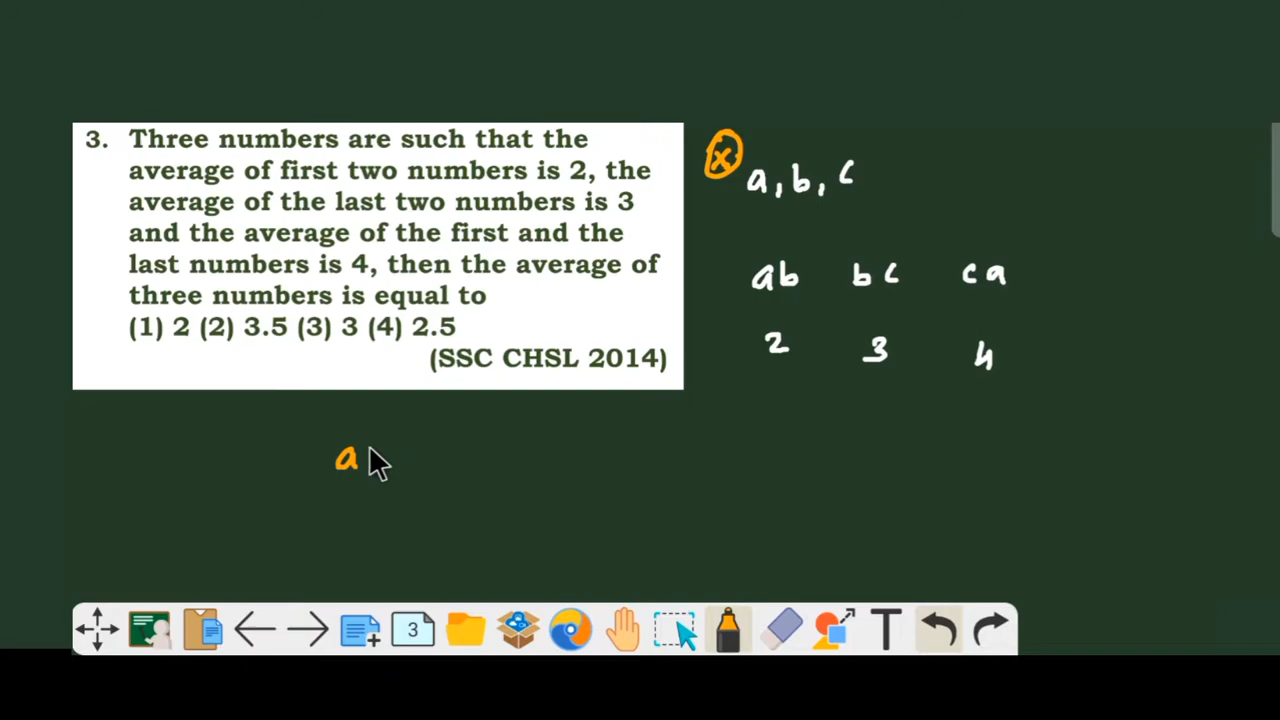 3. Three numbers are such that the
average of first two numbers is 2, the
average of the last two numbers is 3
and the average of the first and the
last numbers is 4, then the average of
three numbers is equal to
(1) 2 (2) 3.5 (3) 3 (4) 2.5
(SSC CHSL 2014)
x
a, b, c
ab bc ca
2 3 4
a
3
T